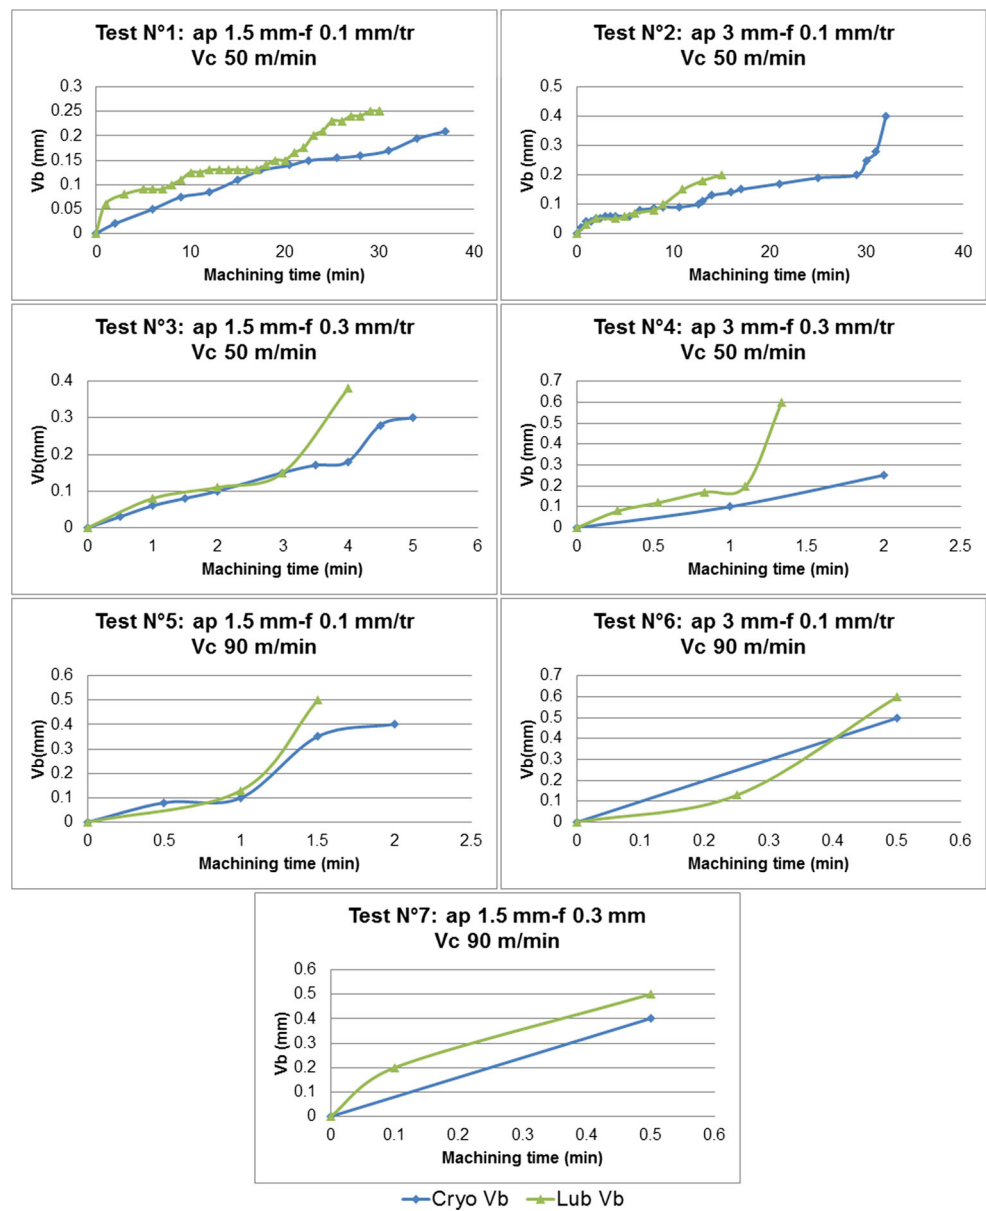 Test N°1: ap 1.5 mm-f 0.1 mm/tr
Vc 50 m/min
Vb (mm)
0.3
0.25
0.2
0.15
0.1
0.05
0
0 10 20 30 40
Machining time (min)
Test N°2: ap 3 mm-f 0.1 mm/tr
Vc 50 m/min
Vb (mm)
0.5
0.4
0.3
0.2
0.1
0
0 10 20 30 40
Machining time (min)
Test N°3: ap 1.5 mm-f 0.3 mm/tr
Vc 50 m/min
Vb(mm)
0.4
0.3
0.2
0.1
0
0 1 2 3 4 5 6
Machining time (min)
Test N°4: ap 3 mm-f 0.3 mm/tr
Vc 50 m/min
Vb (mm)
0.7
0.6
0.5
0.4
0.3
0.2
0.1
0
0 0.5 1 1.5 2 2.5
Machining time (min)
Test N°5: ap 1.5 mm-f 0.1 mm/tr
Vc 90 m/min
Vb(mm)
0.6
0.5
0.4
0.3
0.2
0.1
0
0 0.5 1 1.5 2 2.5
Machining time (min)
Test N°6: ap 3 mm-f 0.1 mm/tr
Vc 90 m/min
Vb(mm)
0.7
0.6
0.5
0.4
0.3
0.2
0.1
0
0 0.1 0.2 0.3 0.4 0.5 0.6
Machining time (min)
Test N°7: ap 1.5 mm-f 0.3 mm
Vc 90 m/min
Vb (mm)
0.6
0.5
0.4
0.3
0.2
0.1
0
0 0.1 0.2 0.3 0.4 0.5 0.6
Machining time (min)
Cryo Vb Lub Vb